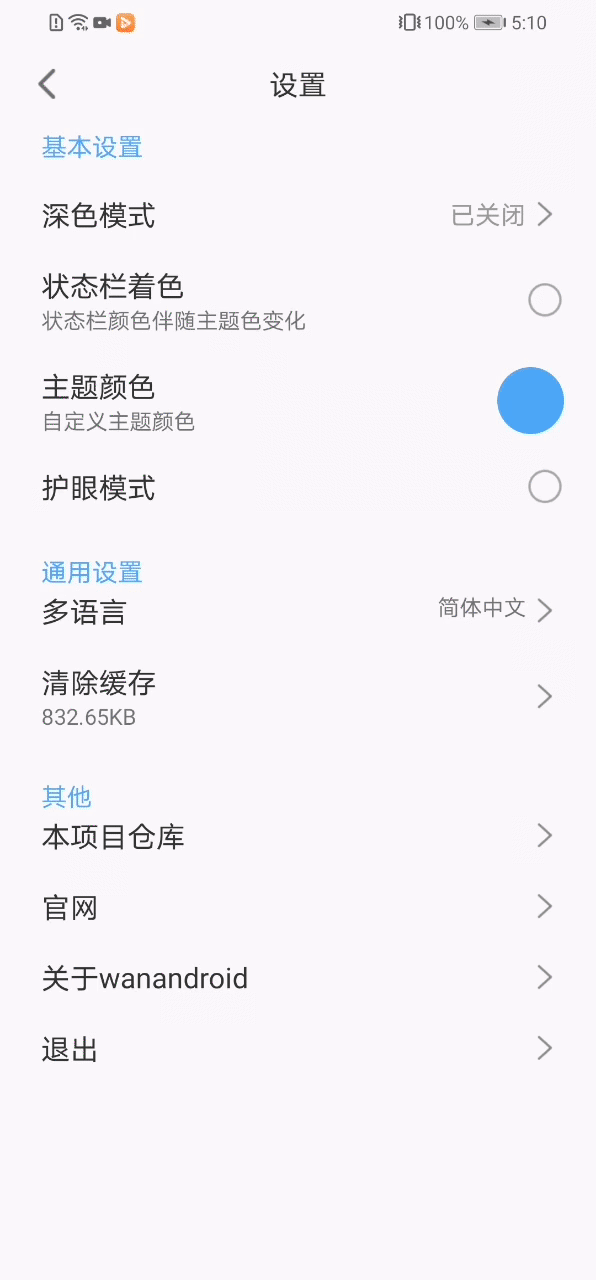 100% 5:10
设置
基本设置
深色模式 已关闭
状态栏着色
状态栏颜色伴随主题色变化
主题颜色
自定义主题颜色
护眼模式
通用设置
多语言 简体中文
清除缓存
832.65KB
其他
本项目仓库
官网
关于wanandroid
退出